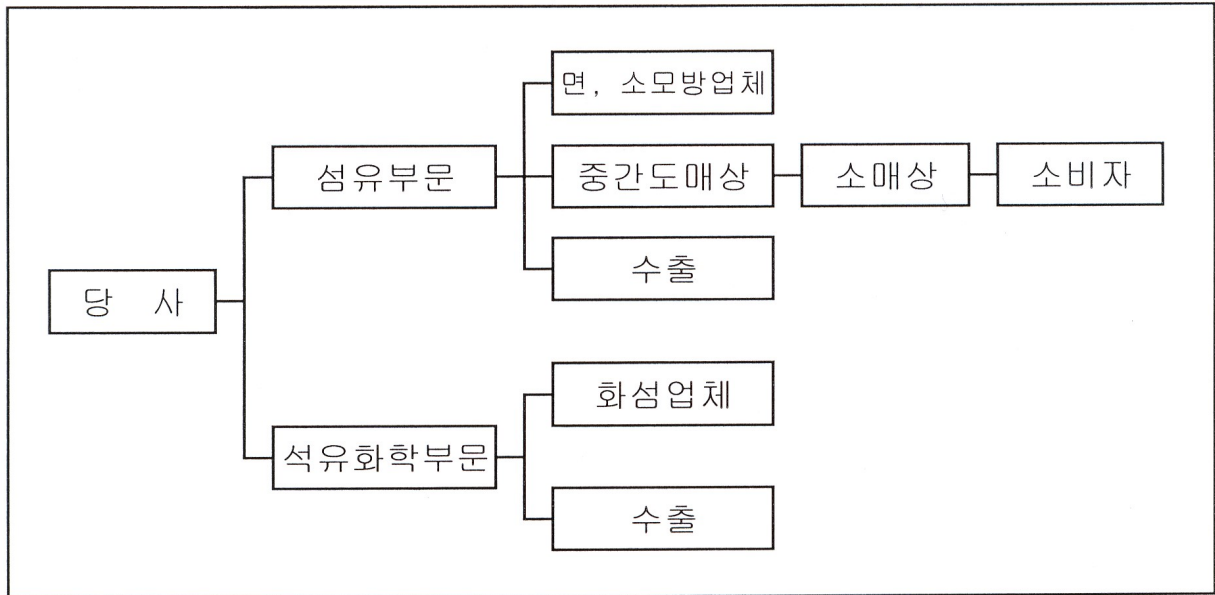 면, 소모방업체
섬유부문
중간도매상
소매상
소비자
수출
당 사
화섬업체
석유화학부문
수출